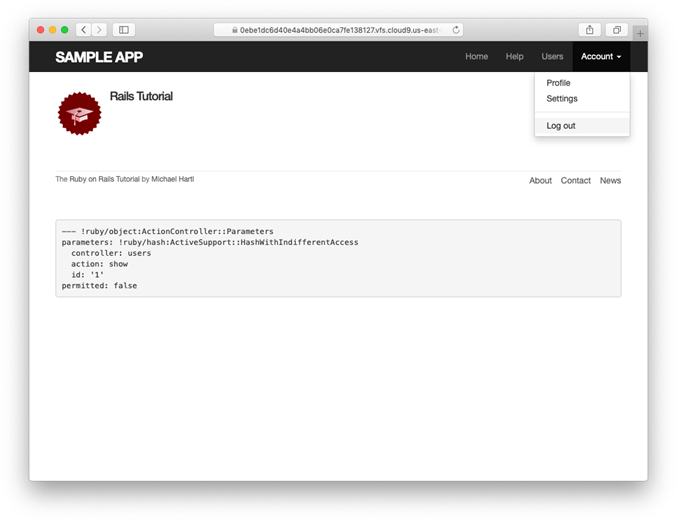 0ebe1dc6d40e4a4bb06e0ca7fe138127.vfs.cloud9.us-east-
SAMPLE APP
Home Help Users Account
Profile
Settings
Log out
Rails Tutorial
The Ruby on Rails Tutorial by Michael Hartl
About Contact News
--- !ruby/object:ActionController::Parameters
parameters: !ruby/hash:ActiveSupport::HashWithIndifferentAccess
  controller: users
  action: show
  id: '1'
permitted: false